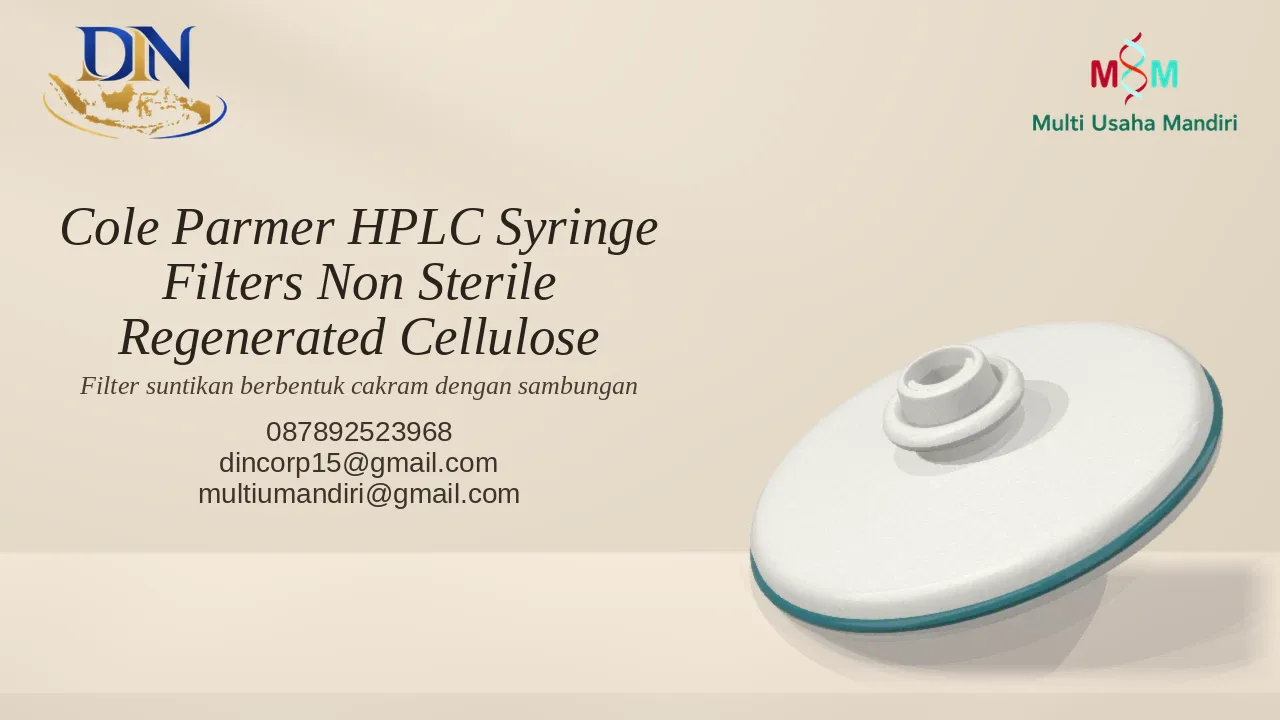 DIN
M M
Multi Usaha Mandiri
Cole Parmer HPLC Syringe
Filters Non Sterile
Regenerated Cellulose
Filter suntikan berbentuk cakram dengan sambungan
087892523968
dincorp15@gmail.com
multiumandiri@gmail.com